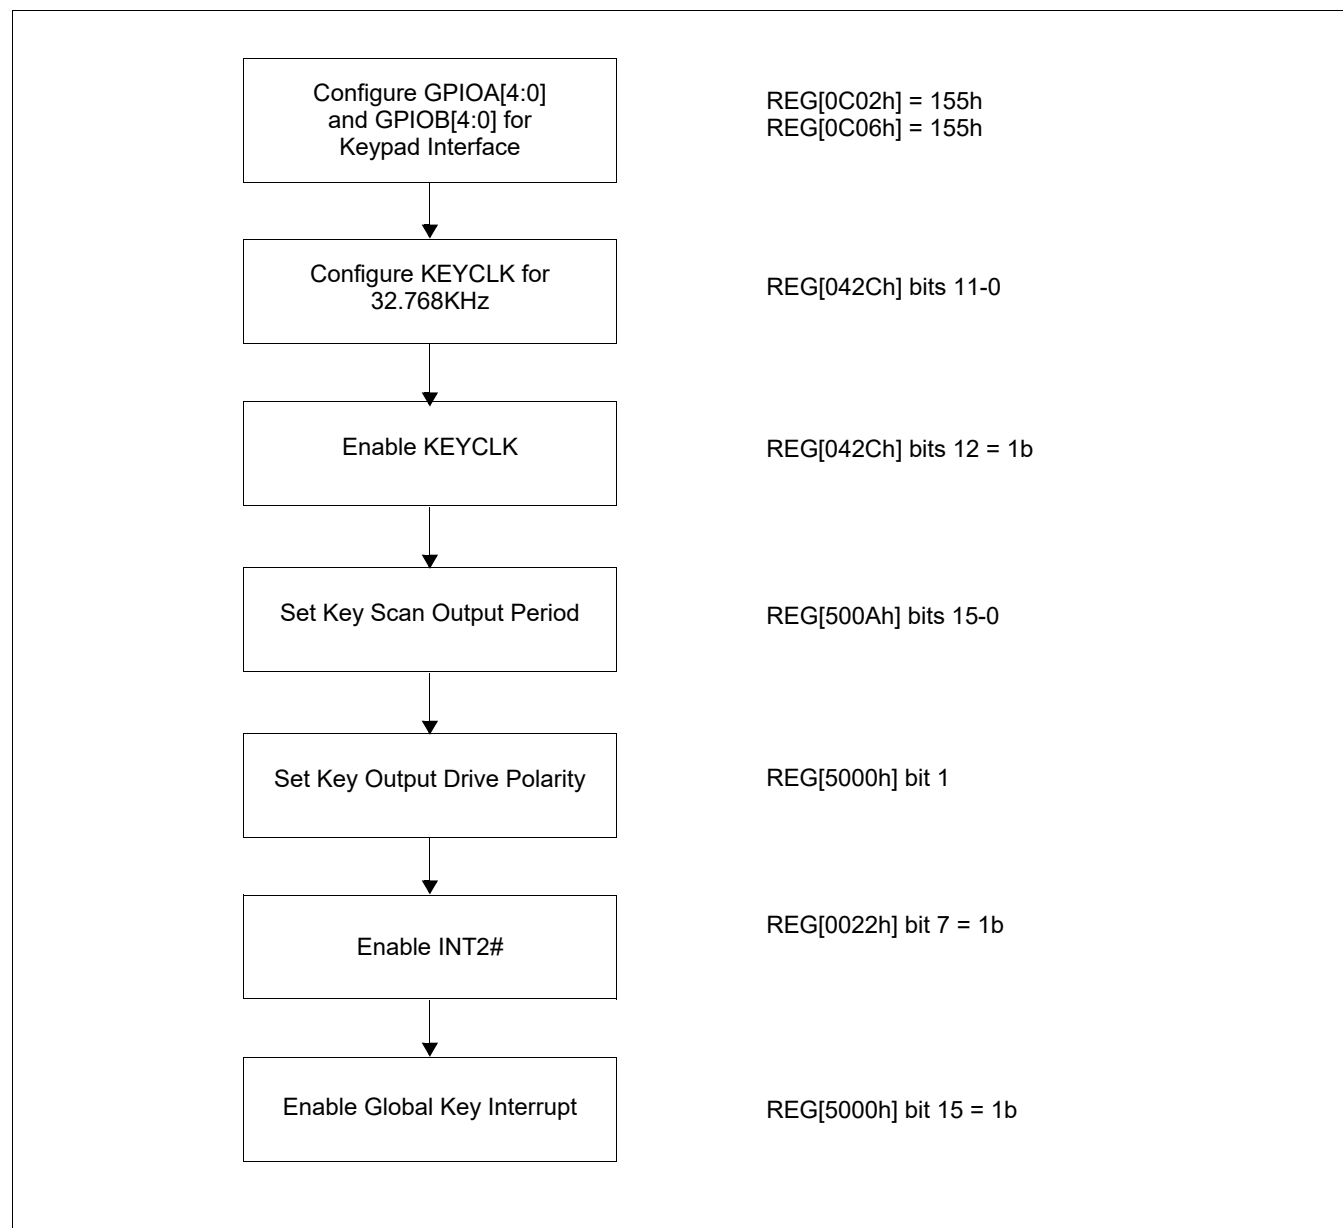 Configure GPIOA[4:0]
and GPIOB[4:0] for
Keypad Interface
REG[0C02h] = 155h
REG[0C06h] = 155h
Configure KEYCLK for
32.768KHz
REG[042Ch] bits 11-0
Enable KEYCLK
REG[042Ch] bits 12 = 1b
Set Key Scan Output Period
REG[500Ah] bits 15-0
Set Key Output Drive Polarity
REG[5000h] bit 1
Enable INT2#
REG[0022h] bit 7 = 1b
Enable Global Key Interrupt
REG[5000h] bit 15 = 1b